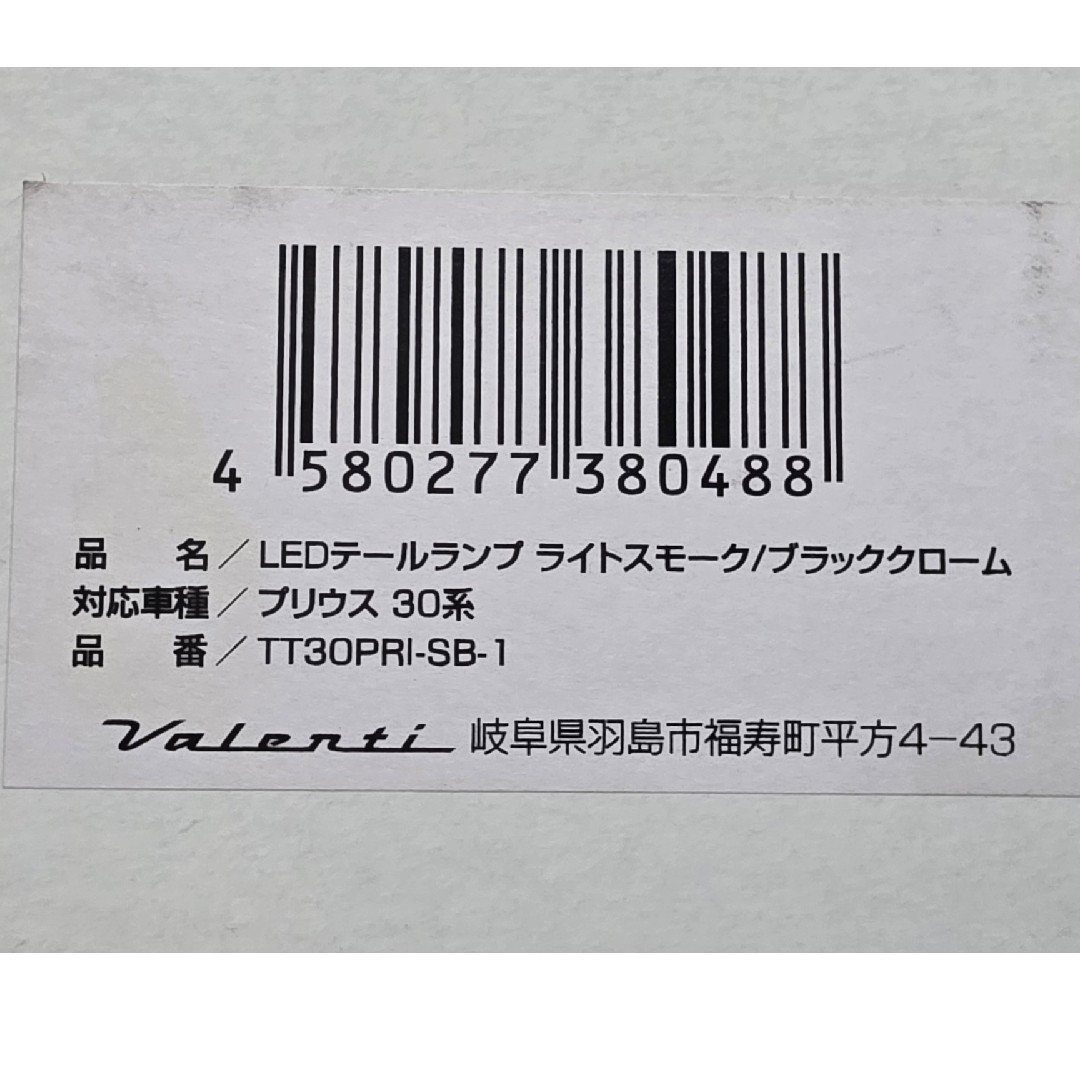 4 580277 380488
品 名／LEDテールランプ ライトスモーク/ブラッククローム
対応車種／プリウス 30系
品 番／TT30PRI-SB-1
Valenti 岐阜県羽島市福寿町平方4-43